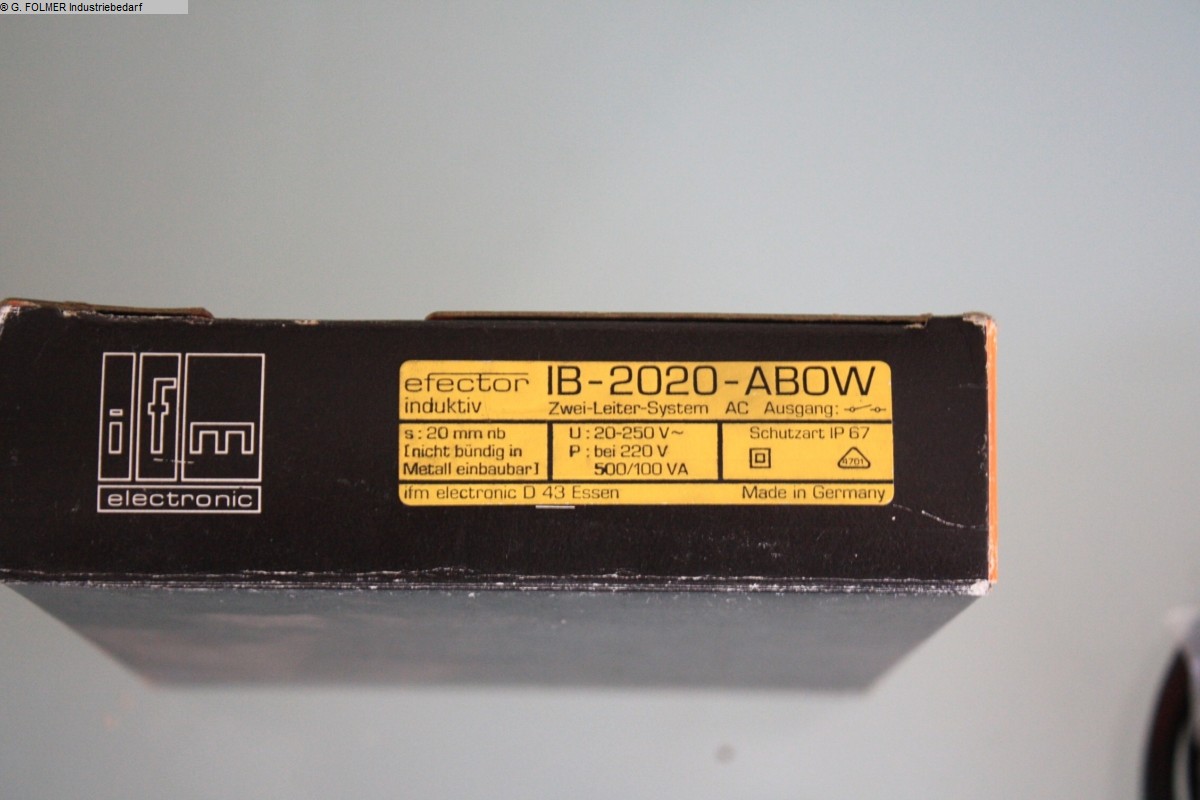 © G. FOLMER Industriebedarf
ifm
electronic
efector IB-2020-ABOW
induktiv Zwei-Leiter-System AC Ausgang:
s: 20 mm nb
[nicht bündig in
Metall einbaubar]
U: 20-250 V~
P: bei 220 V
500/100 VA
Schutzart IP 67
4701
ifm electronic D 43 Essen Made in Germany